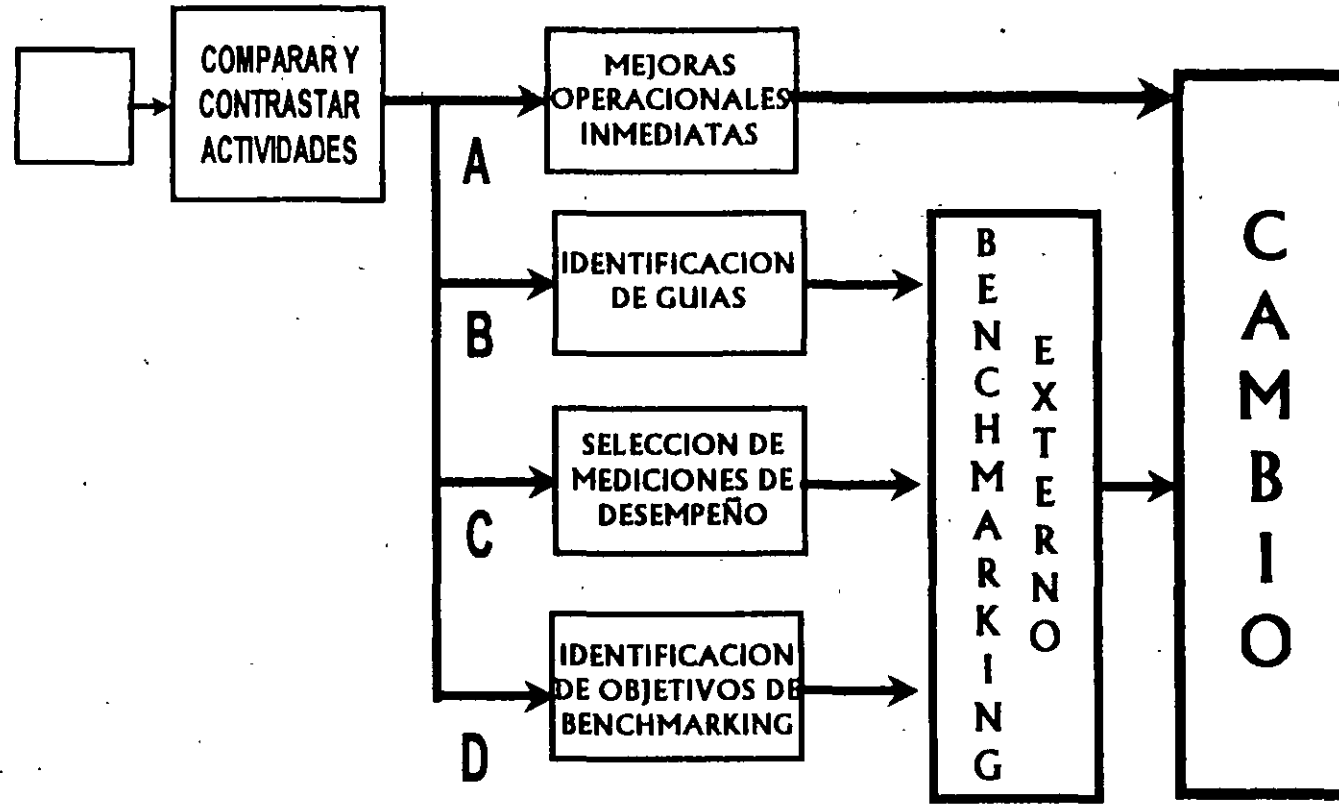 COMPARAR Y
CONTRASTAR
ACTIVIDADES
A
MEJORAS
OPERACIONALES
INMEDIATAS
B
IDENTIFICACION
DE GUIAS
C
SELECCION DE
MEDICIONES DE
DESEMPEÑO
D
IDENTIFICACION
DE OBJETIVOS DE
BENCHMARKING
BENCHMARKING
EXTERNO
CAMBIO